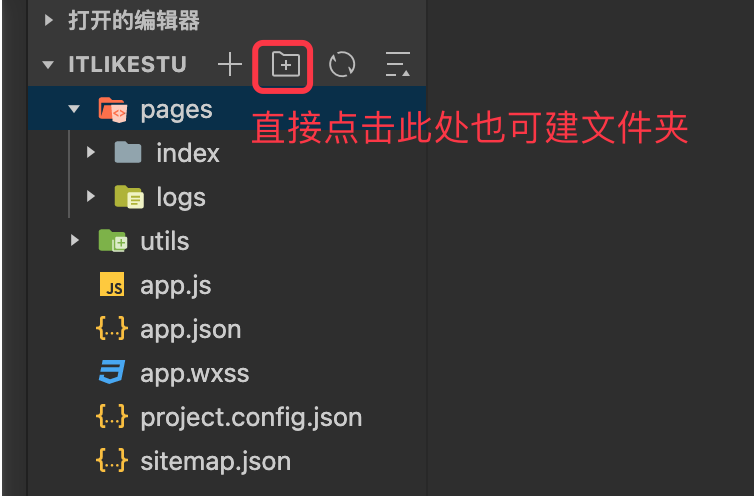 打开的编辑器
ITLIKESTU
pages
直接点击此处也可建文件夹
index
logs
utils
JS app.js
{...} app.json
app.wxss
{...} project.config.json
{...} sitemap.json